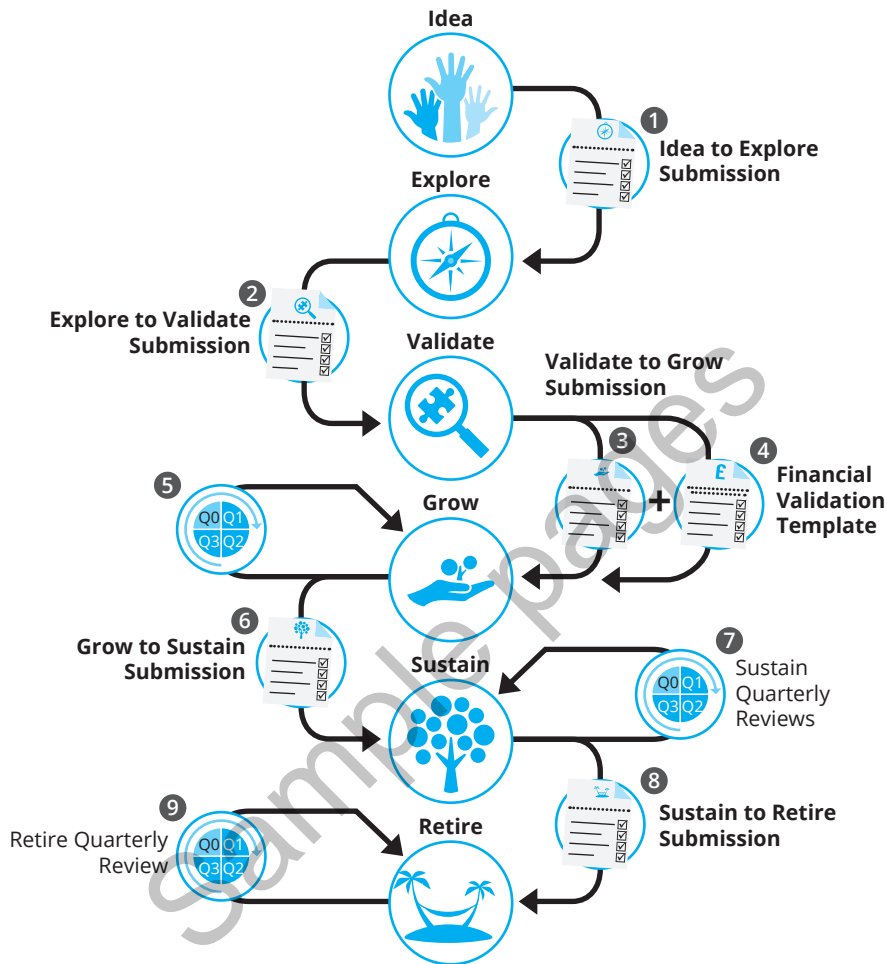 Idea
1
Idea to Explore
Submission
Explore
2
Explore to Validate
Submission
Validate
Validate to Grow
Submission
3
+
£
4
Financial
Validation
Template
5
Q0 Q1
Q3 Q2
Grow
6
Grow to Sustain
Submission
Sustain
7
Q0 Q1
Q3 Q2
Sustain
Quarterly
Reviews
8
Sustain to Retire
Submission
9
Retire Quarterly
Review
Q0 Q1
Q3 Q2
Retire
Sample pages